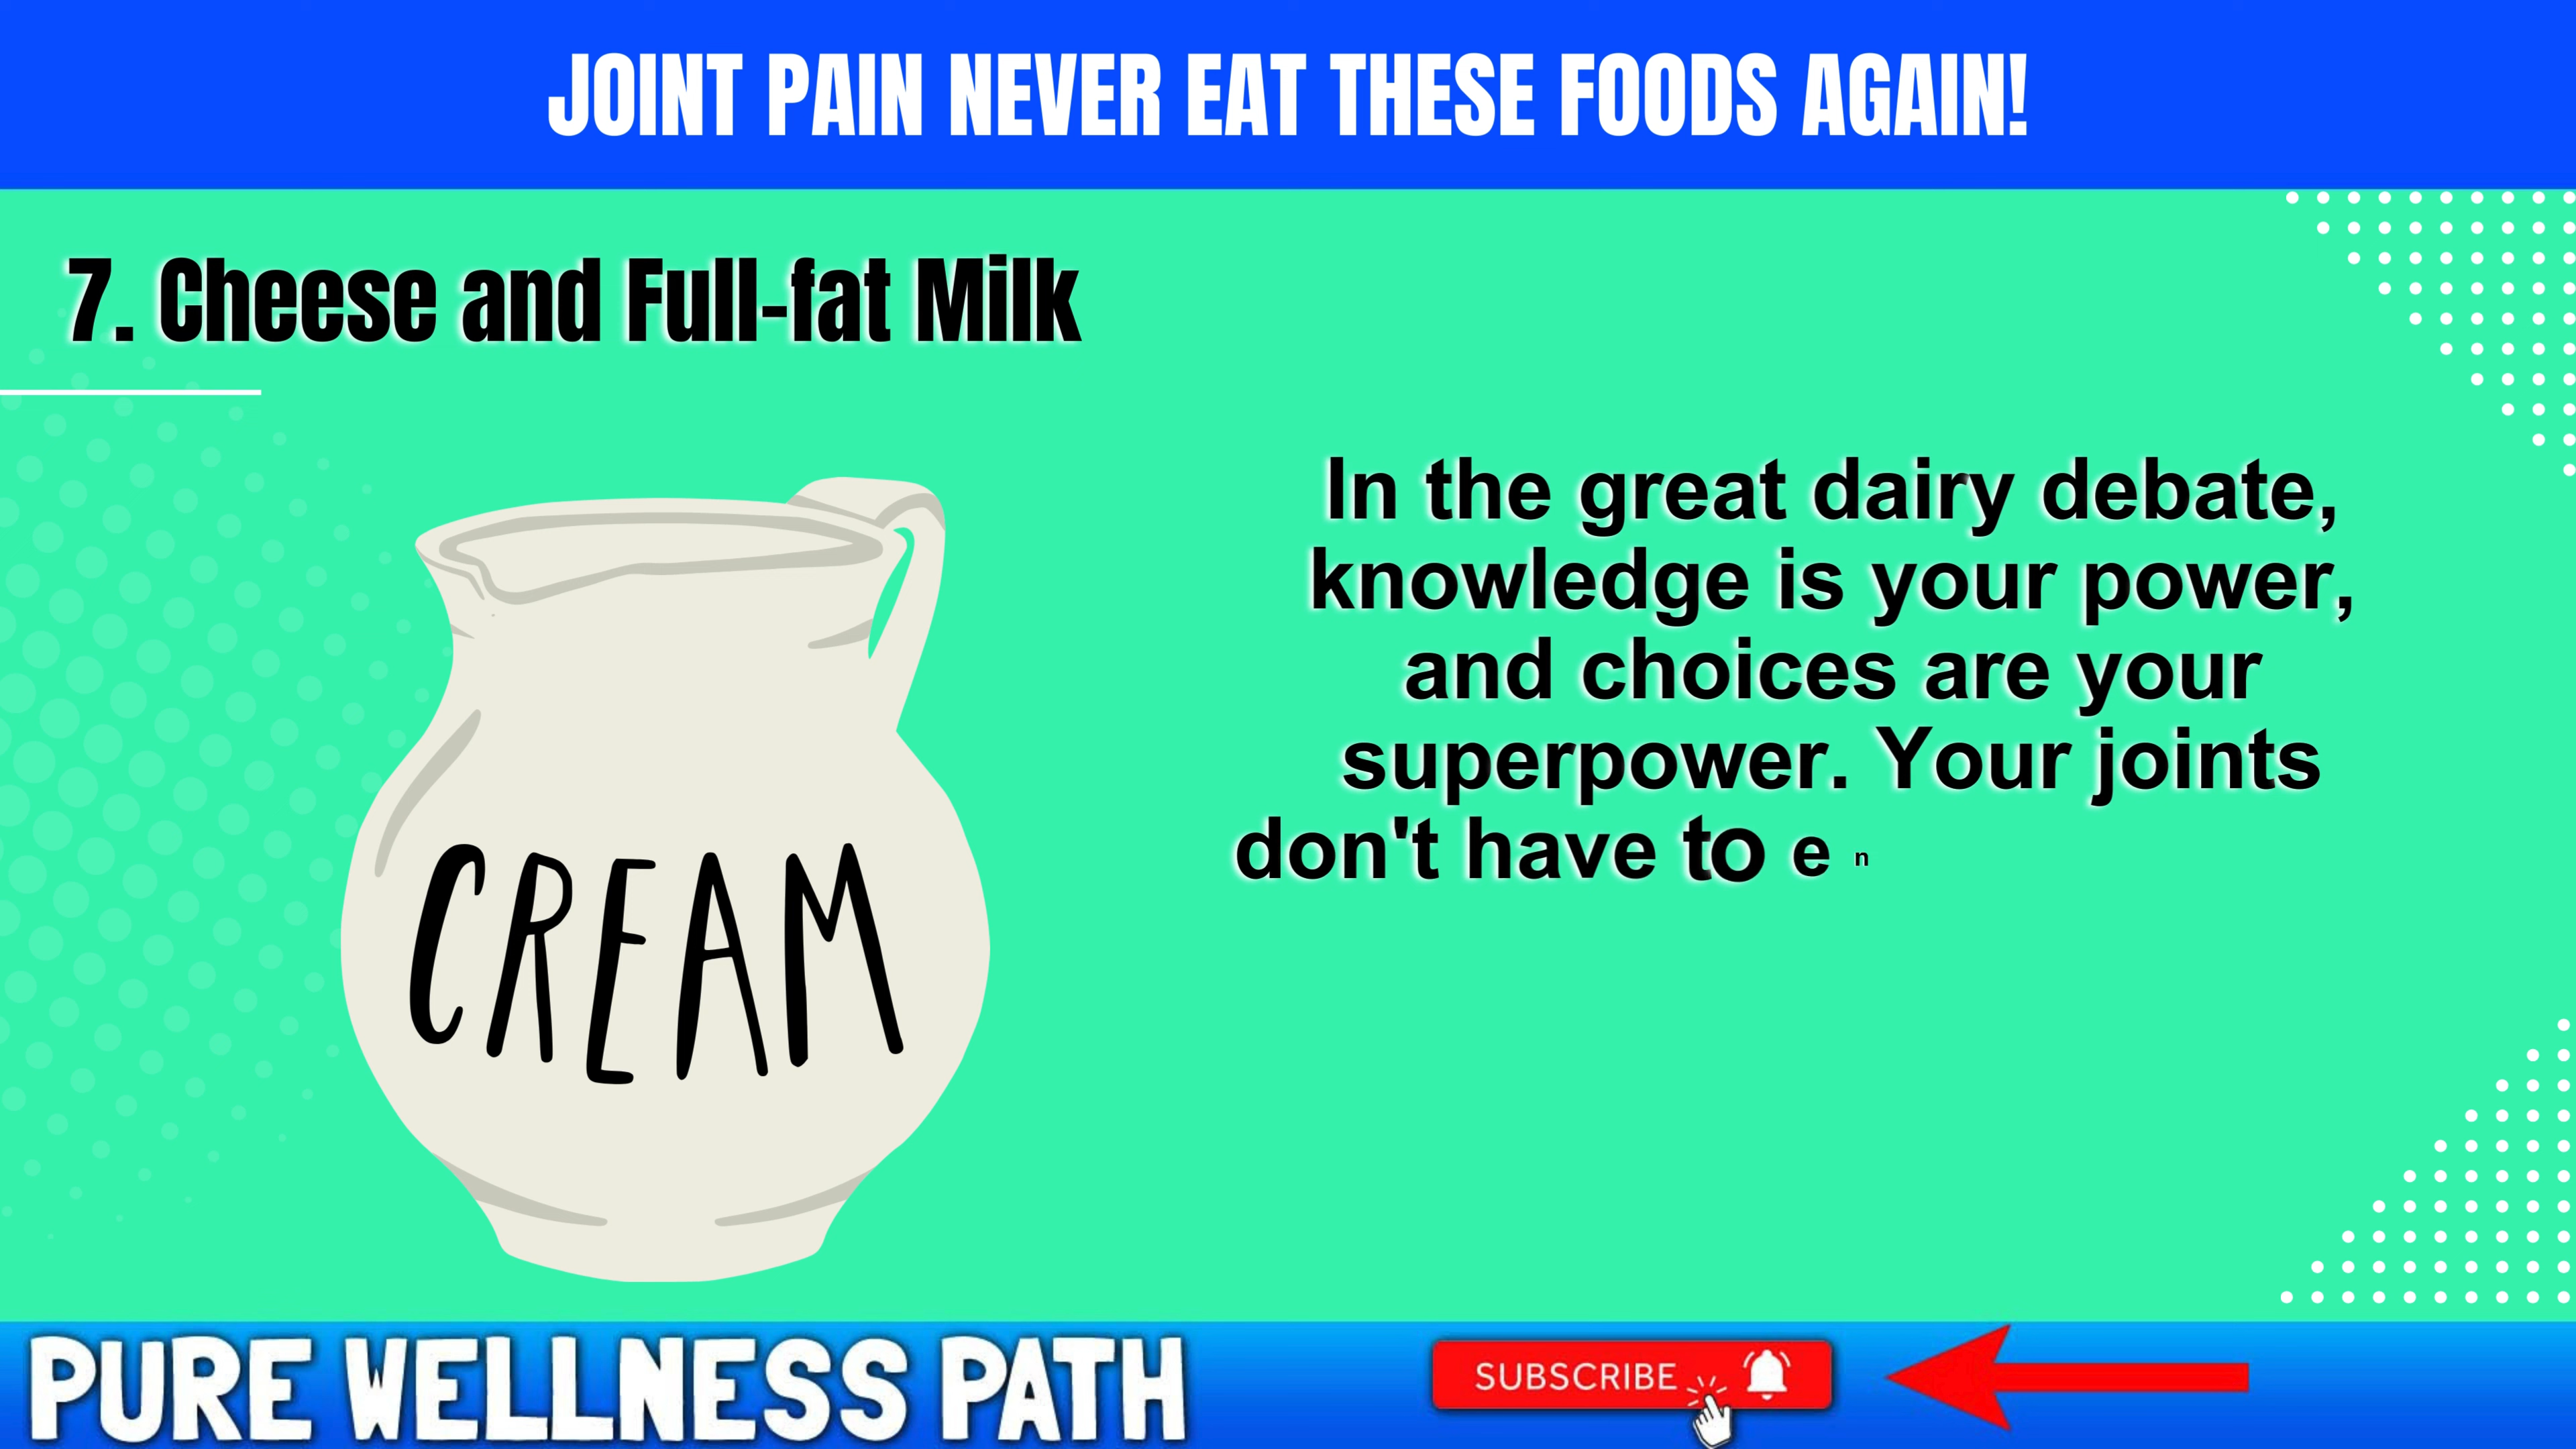 JOINT PAIN NEVER EAT THESE FOODS AGAIN!
7. Cheese and Full-fat Milk
CREAM
In the great dairy debate,
knowledge is your power,
and choices are your
superpower. Your joints
don't have to e n
PURE WELLNESS PATH
SUBSCRIBE